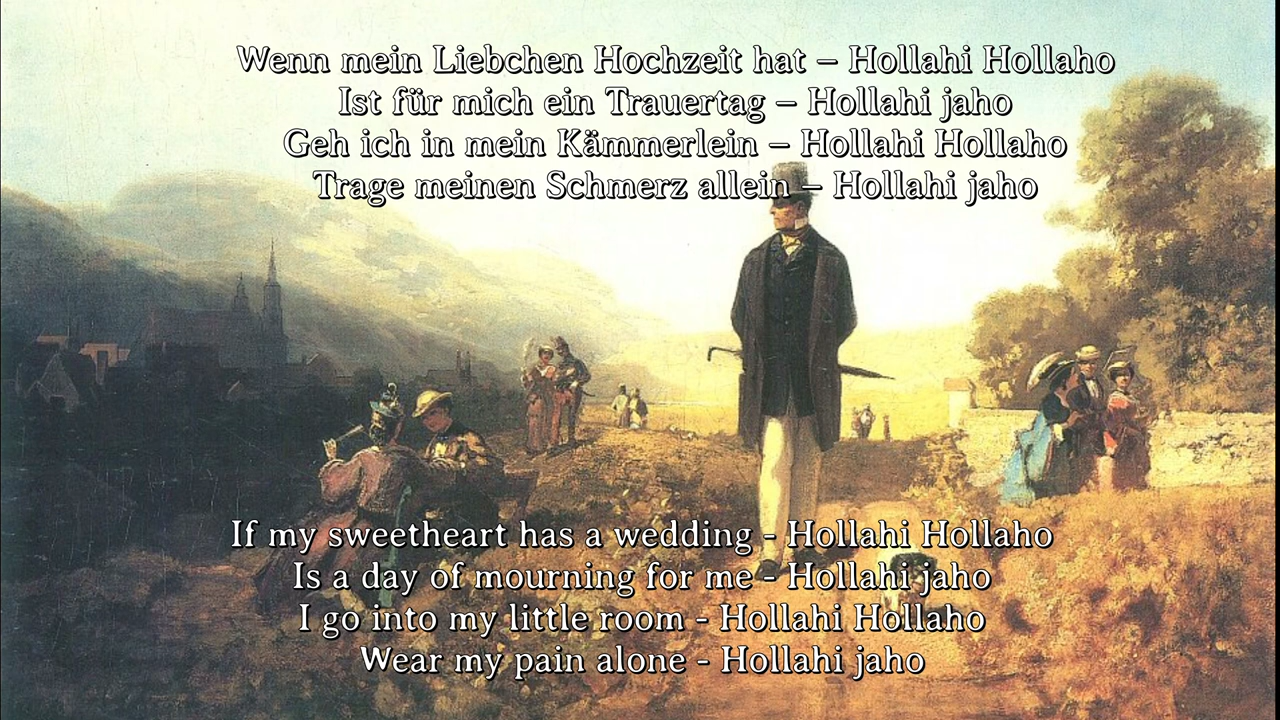 Wenn mein Liebchen Hochzeit hat – Hollahi Hollaho
Ist für mich ein Trauertag – Hollahi jaho
Geh ich in mein Kämmerlein – Hollahi Hollaho
Trage meinen Schmerz allein – Hollahi jaho
If my sweetheart has a wedding - Hollahi Hollaho
Is a day of mourning for me - Hollahi jaho
I go into my little room - Hollahi Hollaho
Wear my pain alone - Hollahi jaho